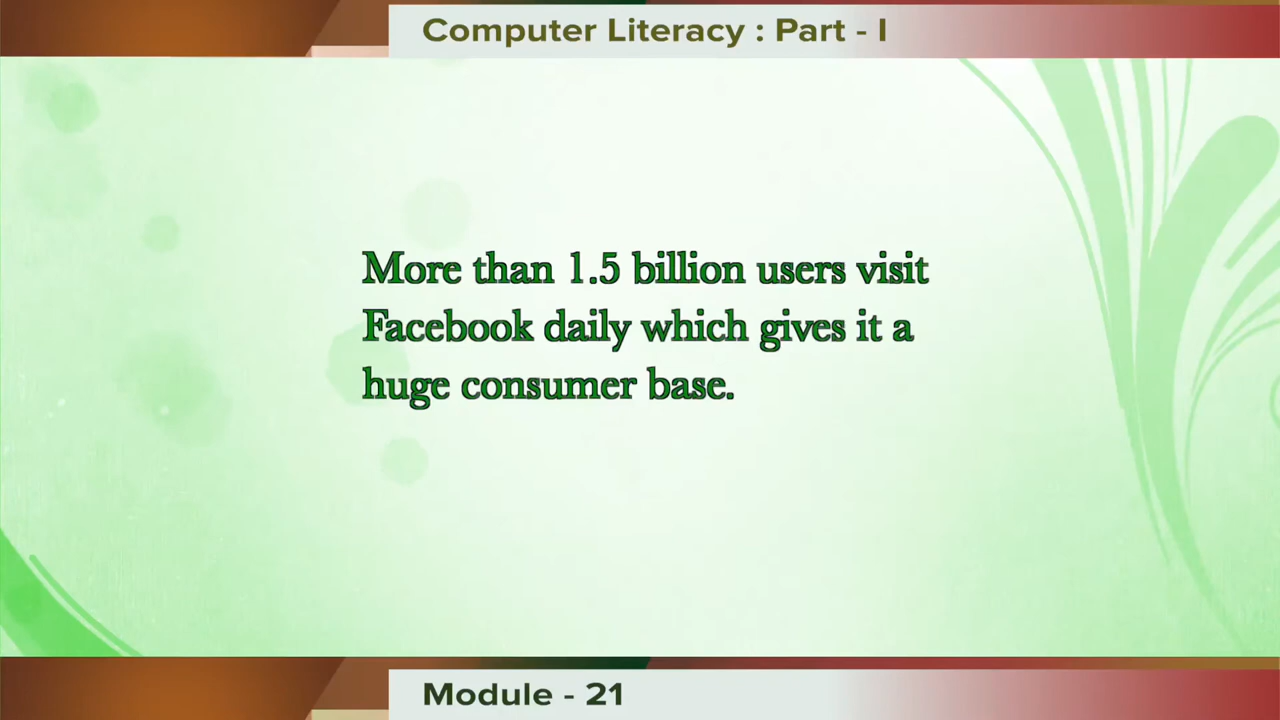 Computer Literacy : Part - I
More than 1.5 billion users visit
Facebook daily which gives it a
huge consumer base.
Module - 21